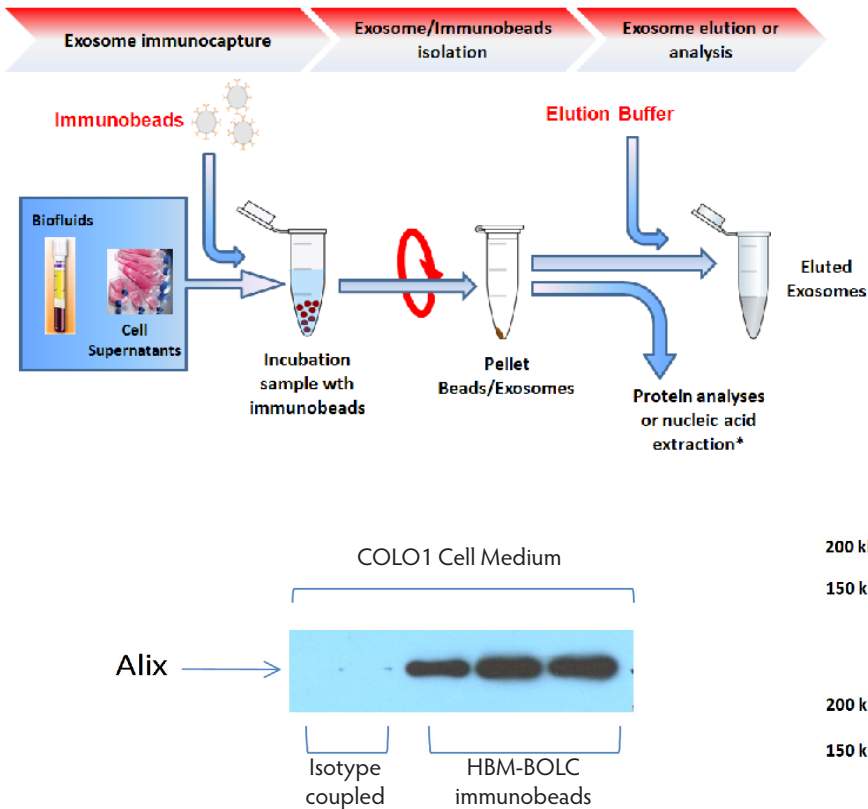 Exosome immunocapture
Exosome/Immunobeads
isolation
Exosome elution or
analysis
Immunobeads
Elution Buffer
Biofluids
Cell
Supernatants
Incubation
sample wth
immunobeads
Pellet
Beads/Exosomes
Eluted
Exosomes
Protein analyses
or nucleic acid
extraction*
COLO1 Cell Medium
Alix
Isotype
coupled
HBM-BOLC
immunobeads
200 k
150 k
200 k
150 k